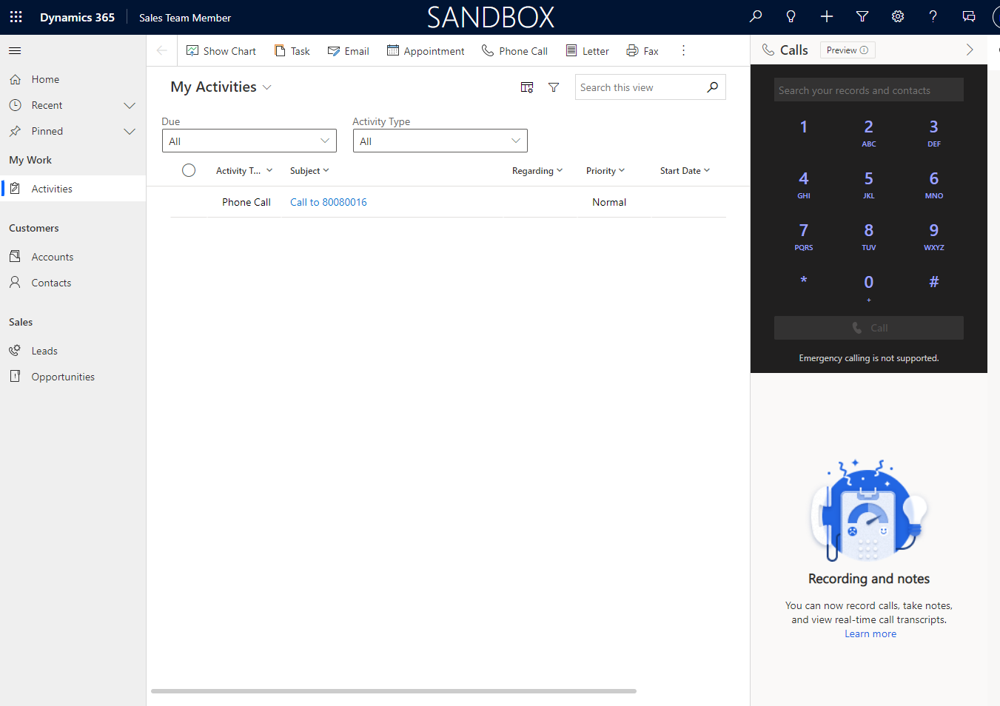 Dynamics 365 Sales Team Member SANDBOX
Home
Recent
Pinned
My Work
Activities
Customers
Accounts
Contacts
Sales
Leads
Opportunities
Show Chart Task Email Appointment Phone Call Letter Fax
My Activities
Search this view
Due Activity Type
All All
Activity T... Subject Regarding Priority Start Date
Phone Call Call to 80080016 Normal
Calls Preview
Search your records and contacts
1 2 3
ABC DEF
4 5 6
GHI JKL MNO
7 8 9
PQRS TUV WXYZ
* 0 #
+
Call
Emergency calling is not supported.
Recording and notes
You can now record calls, take notes,
and view real-time call transcripts.
Learn more